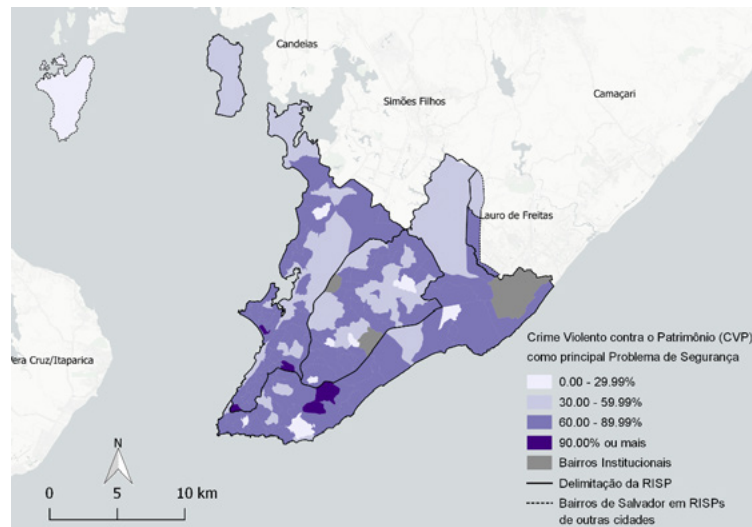 Candeias
Simões Filhos
Camaçari
Lauro de Freitas
Vera Cruz/Itaparica
Crime Violento contra o Patrimônio (CVP)
como principal Problema de Segurança
0.00 - 29.99%
30.00 - 59.99%
60.00 - 89.99%
90.00% ou mais
Bairros Institucionais
Delimitação da RISP
Bairros de Salvador em RISPs
de outras cidades
N
0 5 10 km